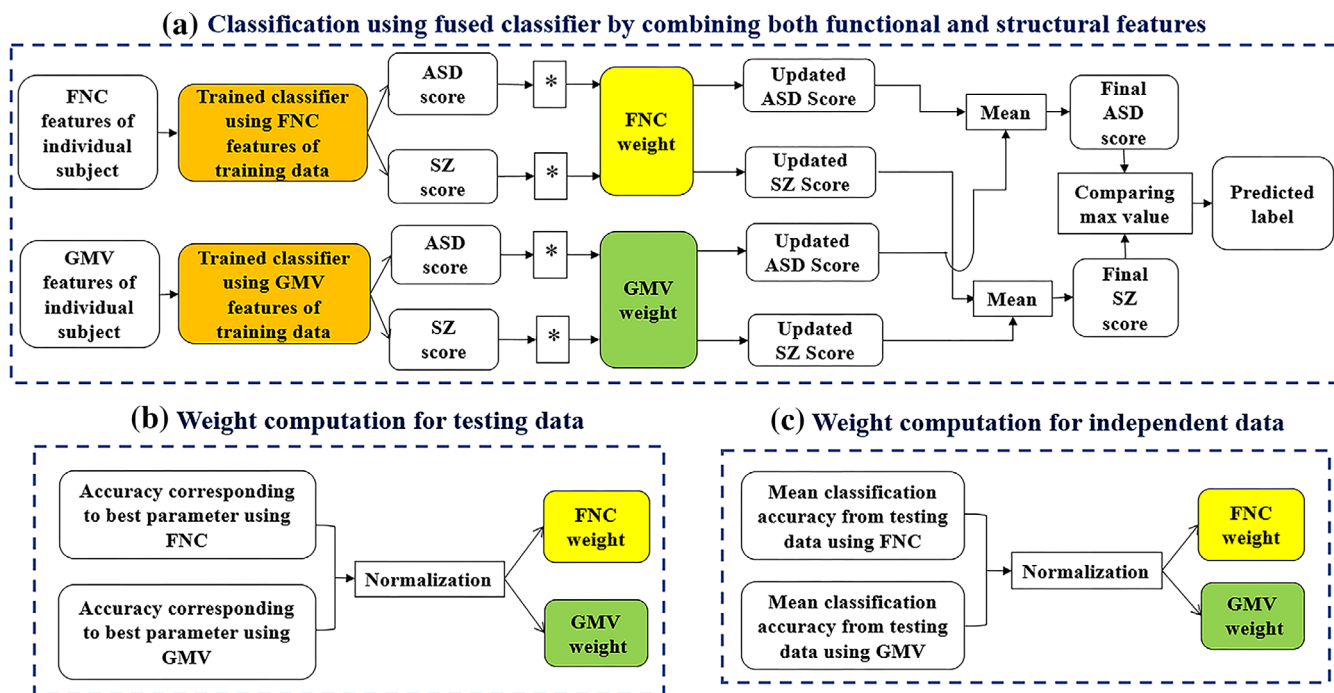 (a) Classification using fused classifier by combining both functional and structural features
FNC
features of
individual
subject
Trained classifier
using FNC
features of
training data
ASD
score
*
SZ
score
*
FNC
weight
Updated
ASD Score
Updated
SZ Score
Mean
Final
ASD
score
Comparing
max value
Predicted
label
GMV
features of
individual
subject
Trained classifier
using GMV
features of
training data
ASD
score
*
SZ
score
*
GMV
weight
Updated
ASD Score
Updated
SZ Score
Mean
Final
SZ
score
(b) Weight computation for testing data
Accuracy corresponding
to best parameter using
FNC
Accuracy corresponding
to best parameter using
GMV
Normalization
FNC
weight
GMV
weight
(c) Weight computation for independent data
Mean classification
accuracy from testing
data using FNC
Mean classification
accuracy from testing
data using GMV
Normalization
FNC
weight
GMV
weight